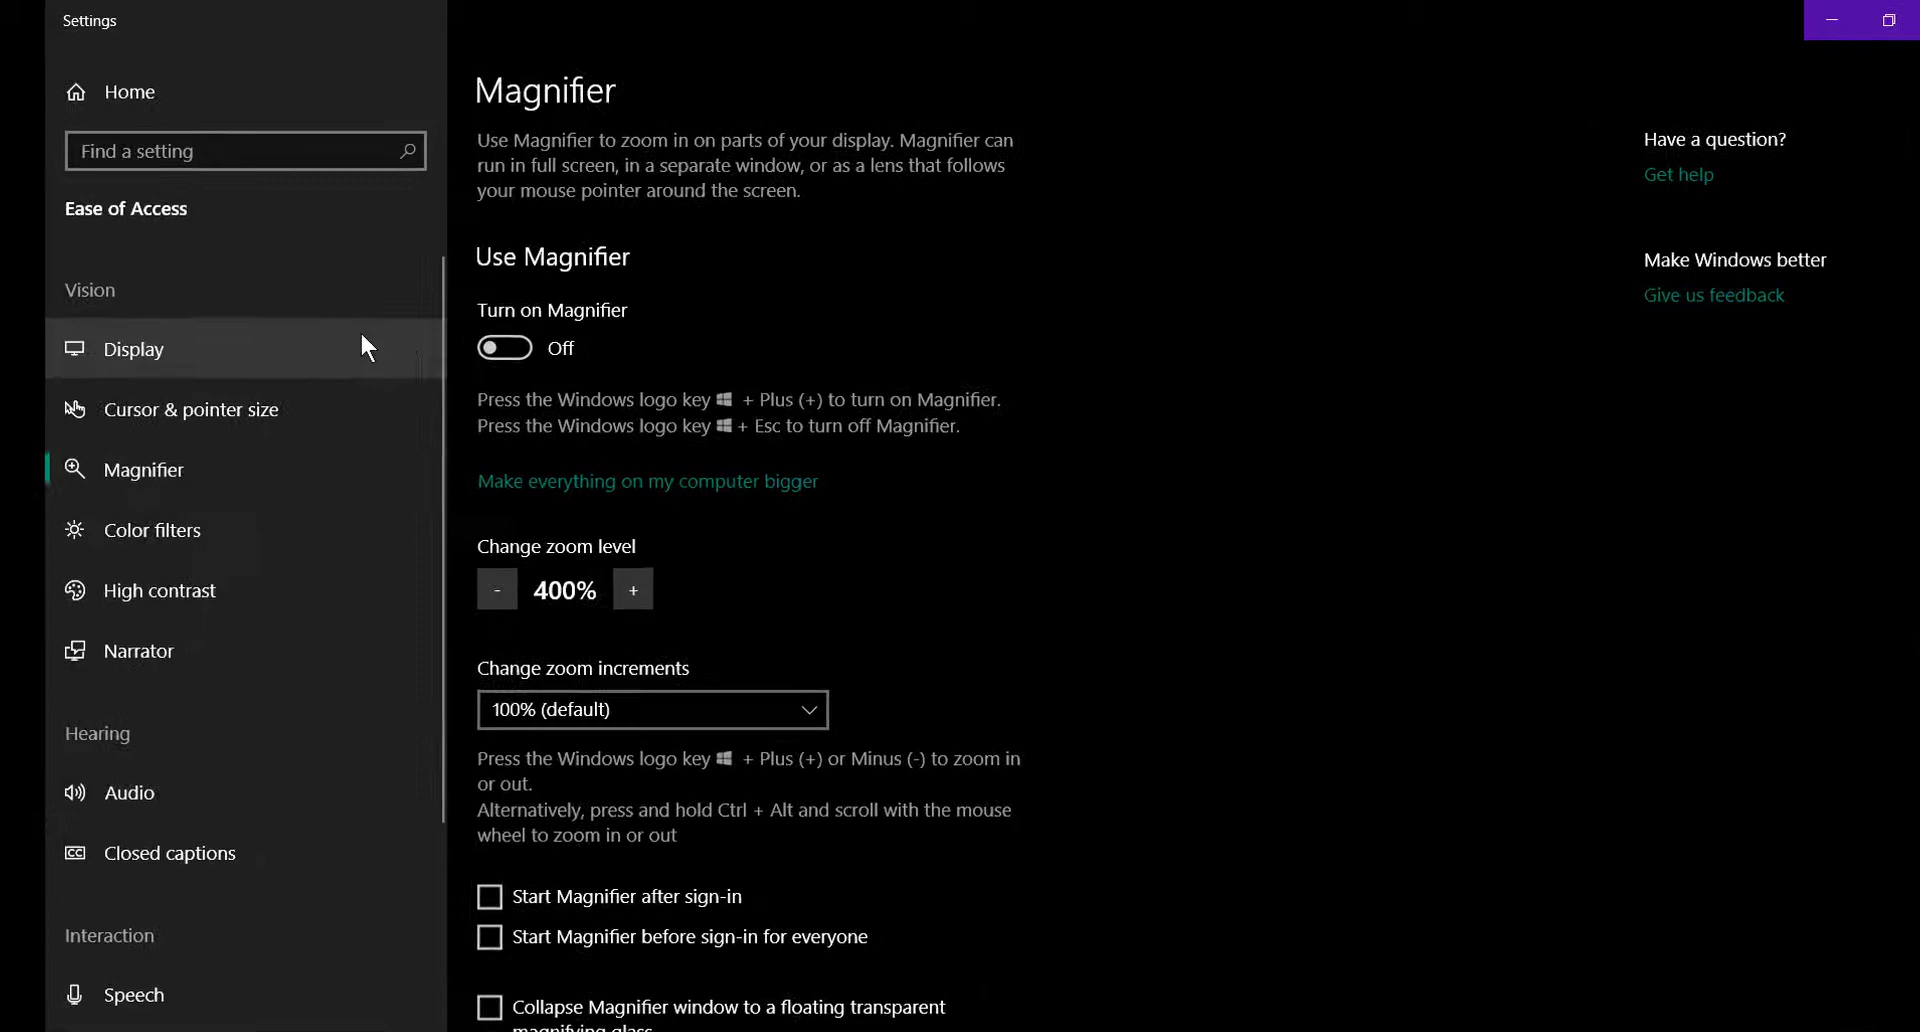 Settings
Home
Find a setting
Ease of Access
Vision
Display
Cursor & pointer size
Magnifier
Color filters
High contrast
Narrator
Hearing
Audio
Closed captions
Interaction
Speech
Magnifier
Use Magnifier to zoom in on parts of your display. Magnifier can
run in full screen, in a separate window, or as a lens that follows
your mouse pointer around the screen.
Use Magnifier
Turn on Magnifier
Off
Press the Windows logo key + Plus (+) to turn on Magnifier.
Press the Windows logo key + Esc to turn off Magnifier.
Make everything on my computer bigger
Change zoom level
- 400% +
Change zoom increments
100% (default)
Press the Windows logo key + Plus (+) or Minus (-) to zoom in
or out.
Alternatively, press and hold Ctrl + Alt and scroll with the mouse
wheel to zoom in or out
Start Magnifier after sign-in
Start Magnifier before sign-in for everyone
Collapse Magnifier window to a floating transparent
magnifying glass
Have a question?
Get help
Make Windows better
Give us feedback